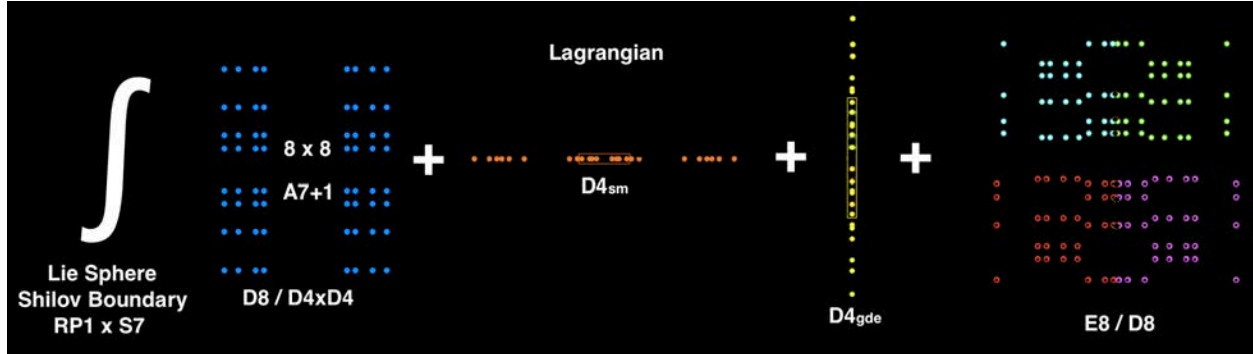 Lagrangian
∫
8 x 8
A7+1
+
D4sm
+
+
Lie Sphere
Shilov Boundary
RP1 x S7
D8 / D4xD4
D4gde
E8 / D8